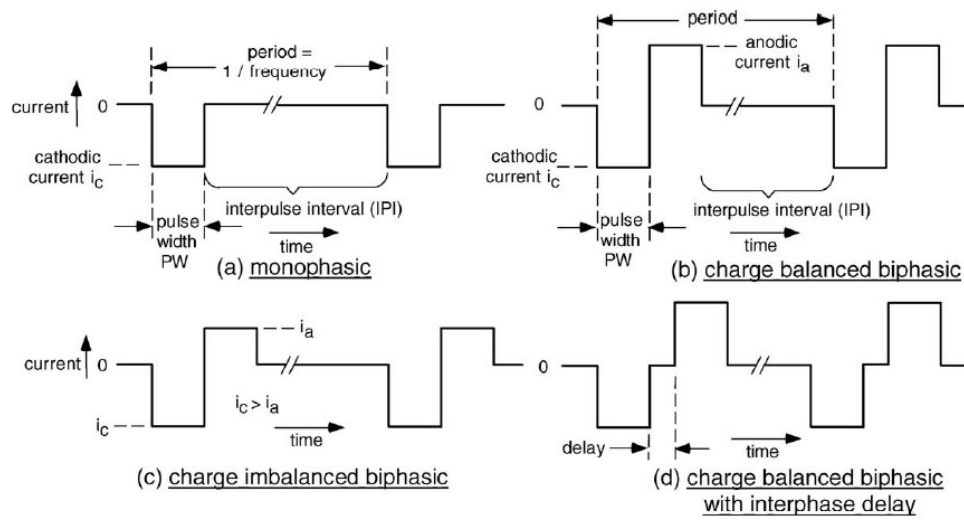 period =
1 / frequency
current
0
cathodic
current ic
interpulse interval (IPI)
pulse
width
PW
time
(a) monophasic
period
anodic
current ia
0
cathodic
current ic
interpulse interval (IPI)
pulse
width
PW
time
(b) charge balanced biphasic
current
0
ia
ic
ic > ia
time
(c) charge imbalanced biphasic
0
delay
time
(d) charge balanced biphasic
with interphase delay